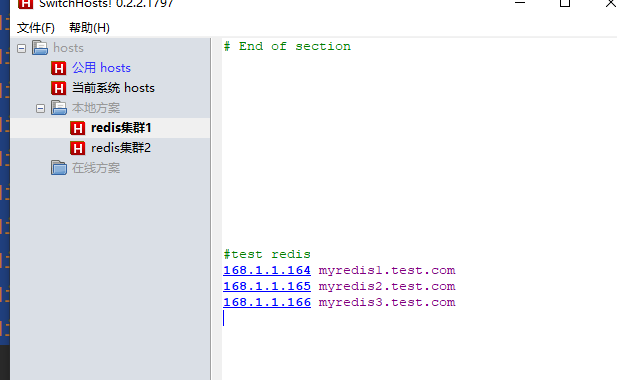 SwitchHosts! 0.2.2.1797
文件(F) 帮助(H)
hosts
公用 hosts
当前系统 hosts
本地方案
redis集群1
redis集群2
在线方案
# End of section
#test redis
168.1.1.164 myredis1.test.com
168.1.1.165 myredis2.test.com
168.1.1.166 myredis3.test.com